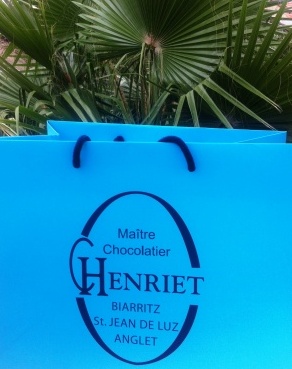 Maître
Chocolatier
HENRIET
BIARRITZ
St. JEAN DE LUZ
ANGLET